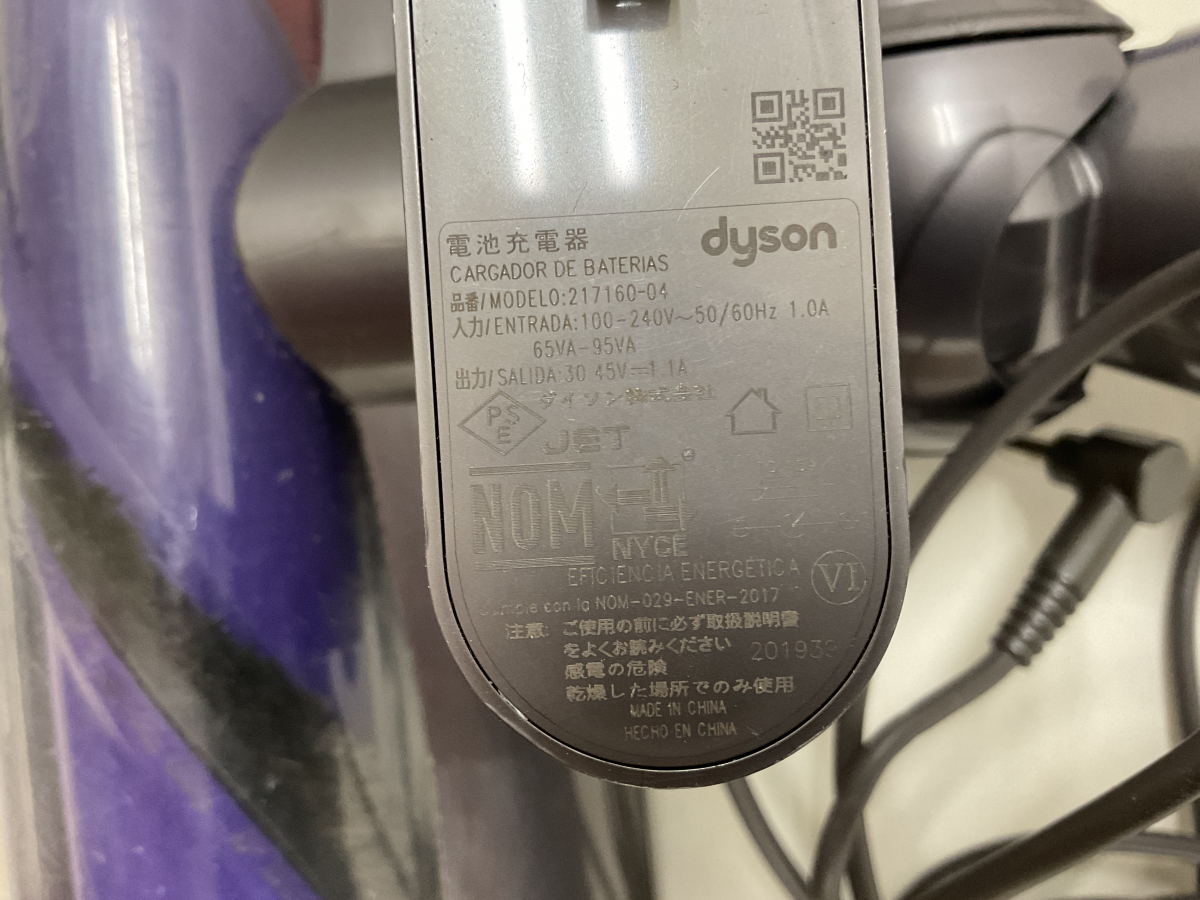 dyson
電池充電器
CARGADOR DE BATERIAS
品番/MODELO:217160-04
入力/ENTRADA:100-240V～50/60Hz 1.0A
65VA-95VA
出力/SALIDA:30 45V⎓1.1A
ダイソン株式会社
PSE
JET
NOM
NYCE
EFICIENCIA ENERGETICA
VI
Cumple con la NOM-029-ENER-2017
注意: ご使用の前に必ず取扱説明書
をよくお読みください
感電の危険
乾燥した場所でのみ使用
MADE IN CHINA
HECHO EN CHINA